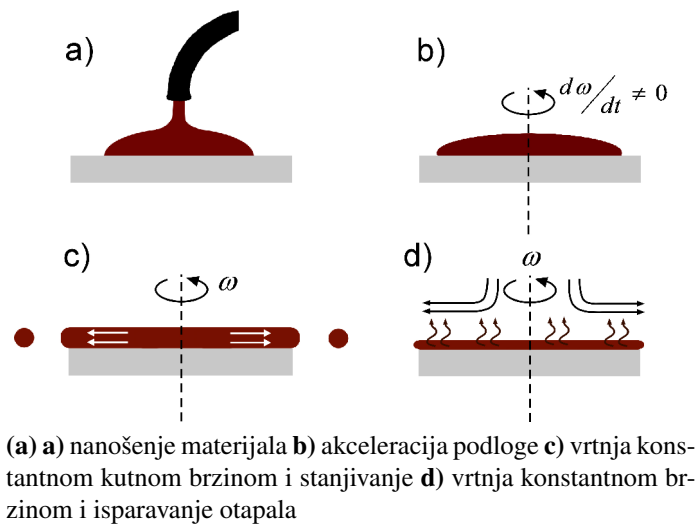 a)
b)
dω/dt ≠ 0
c)
ω
d)
ω
(a) a) nanošenje materijala b) akceleracija podloge c) vrtnja kons-
tantnom kutnom brzinom i stanjivanje d) vrtnja konstantnom br-
zinom i isparavanje otapala